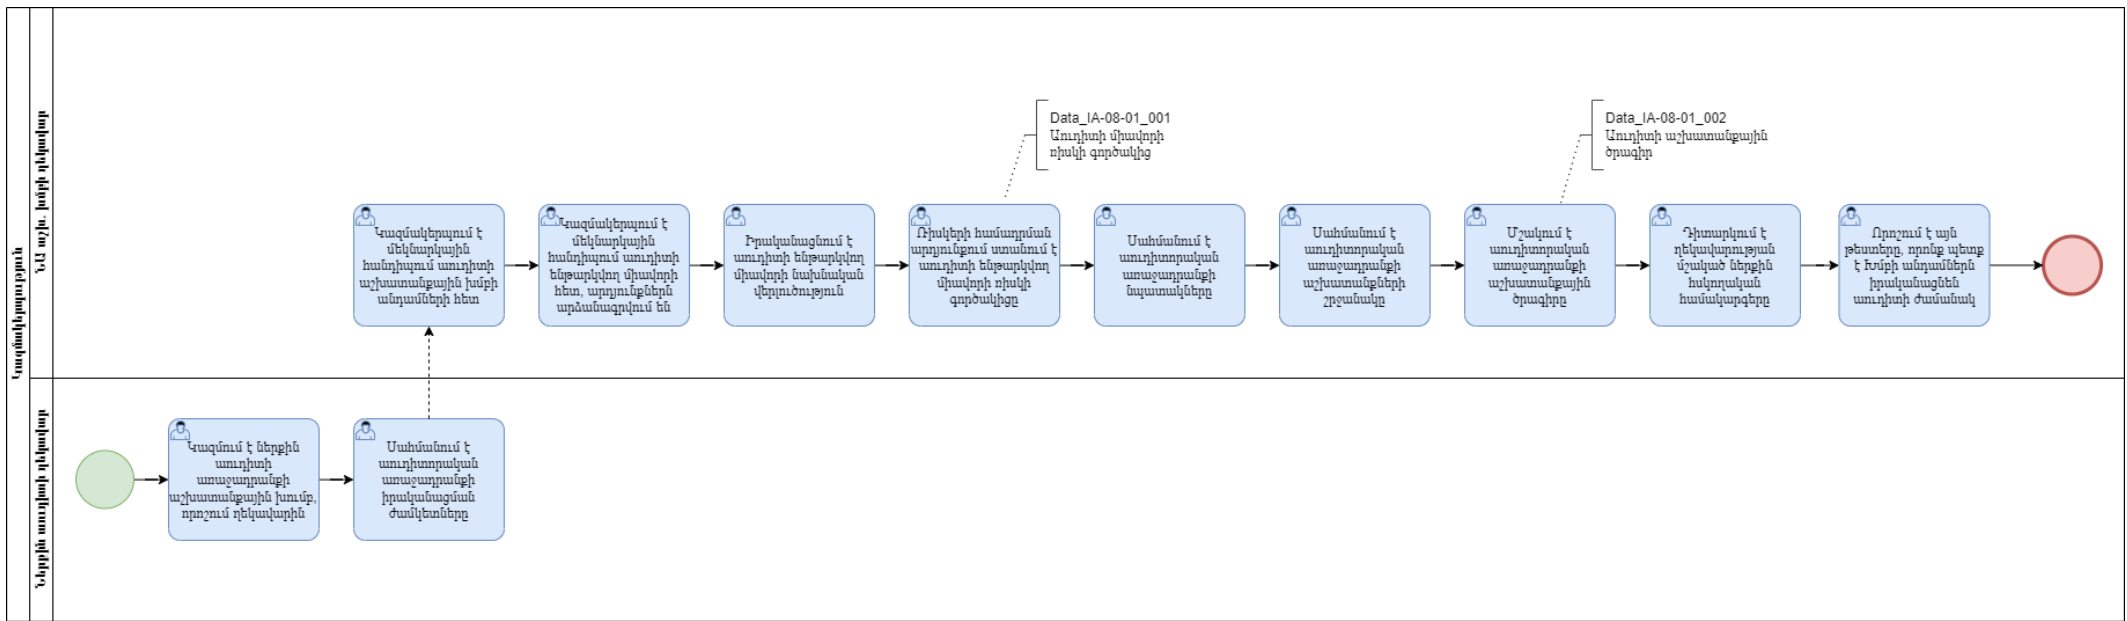 Կազմակերպություն
ՆԱ աշխ. խմբի ղեկավար
Data_IA-08-01_001
Աուդիտի միավորի
ռիսկի գործակից
Data_IA-08-01_002
Աուդիտի աշխատանքային
ծրագիր
Կազմակերպում է
մեկնարկային
հանդիպում աուդիտի
աշխատանքային խմբի
անդամների հետ
Կազմակերպում է
մեկնարկային
հանդիպում աուդիտի
ենթարկվող միավորի
հետ, արդյունքներն
արձանագրվում են
Իրականացնում է
աուդիտի ենթարկվող
միավորի նախնական
վերլուծություն
Ռիսկերի համադրման
արդյունքում ստանում է
աուդիտի ենթարկվող
միավորի ռիսկի
գործակիցը
Սահմանում է
աուդիտորական
առաջադրանքի
նպատակները
Սահմանում է
աուդիտորական
առաջադրանքի
աշխատանքների
շրջանակը
Մշակում է
աուդիտորական
առաջադրանքի
աշխատանքային
ծրագիրը
Դիտարկում է
ղեկավարության
մշակած ներքին
հսկողական
համակարգերը
Որոշում է այն
թեստերը, որոնք պետք
է Խմբի անդամներն
իրականացնեն
աուդիտի ժամանակ
Ներքին աուդիտի ղեկավար
Կազմում է ներքին
աուդիտի
առաջադրանքի
աշխատանքային խումբ,
որոշում ղեկավարին
Սահմանում է
աուդիտորական
առաջադրանքի
իրականացման
ժամկետները